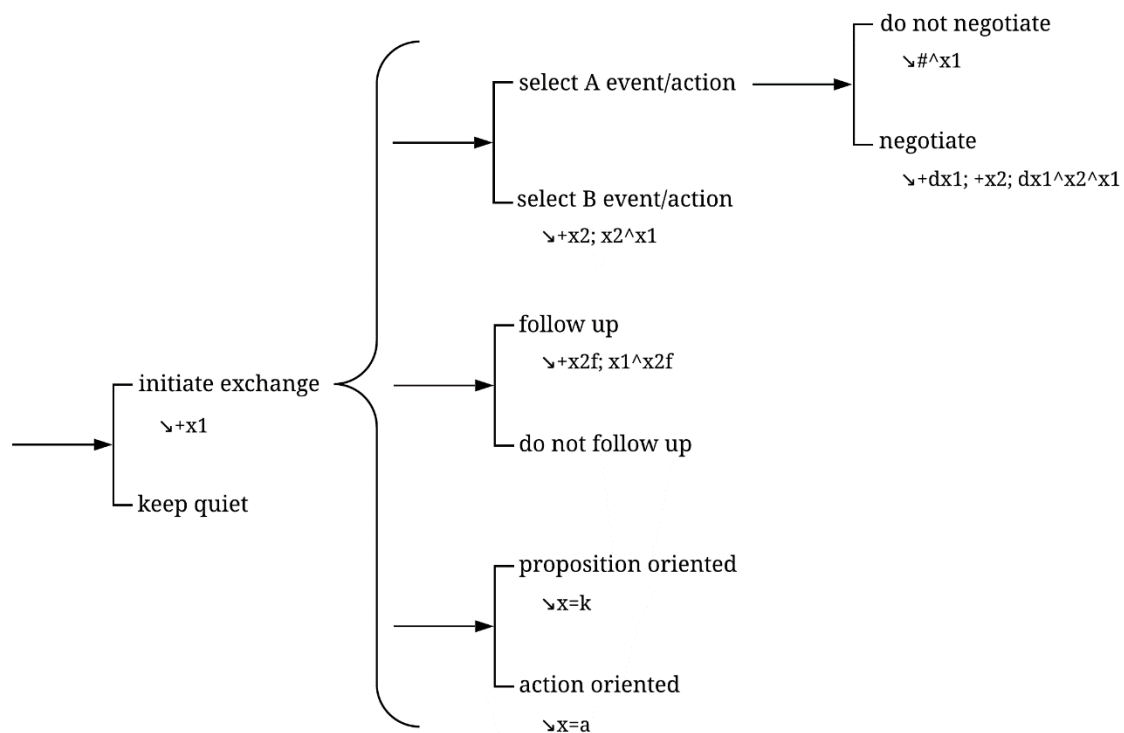 do not negotiate
↘#^x1
select A event/action
negotiate
↘+dx1; +x2; dx1^x2^x1
select B event/action
↘+x2; x2^x1
follow up
↘+x2f; x1^x2f
initiate exchange
↘+x1
do not follow up
keep quiet
proposition oriented
↘x=k
action oriented
↘x=a